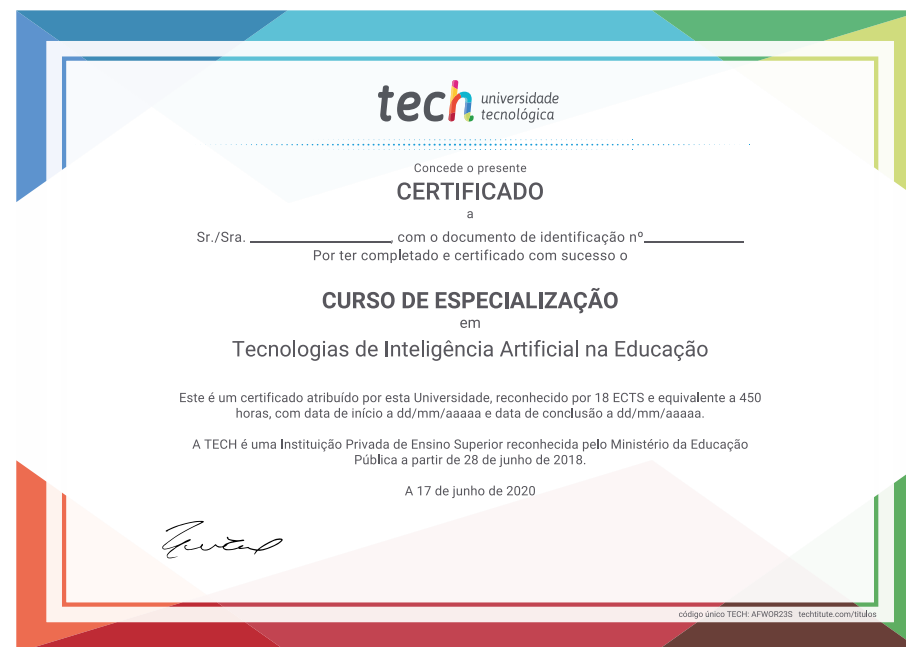 tech universidade
tecnológica
Concede o presente
CERTIFICADO
a
Sr./Sra. ____________________, com o documento de identificação nº______________
Por ter completado e certificado com sucesso o
CURSO DE ESPECIALIZAÇÃO
em
Tecnologias de Inteligência Artificial na Educação
Este é um certificado atribuído por esta Universidade, reconhecido por 18 ECTS e equivalente a 450
horas, com data de início a dd/mm/aaaaa e data de conclusão a dd/mm/aaaaa.
A TECH é uma Instituição Privada de Ensino Superior reconhecida pelo Ministério da Educação
Pública a partir de 28 de junho de 2018.
A 17 de junho de 2020
código único TECH: AFWOR23S techtitute.com/titulos